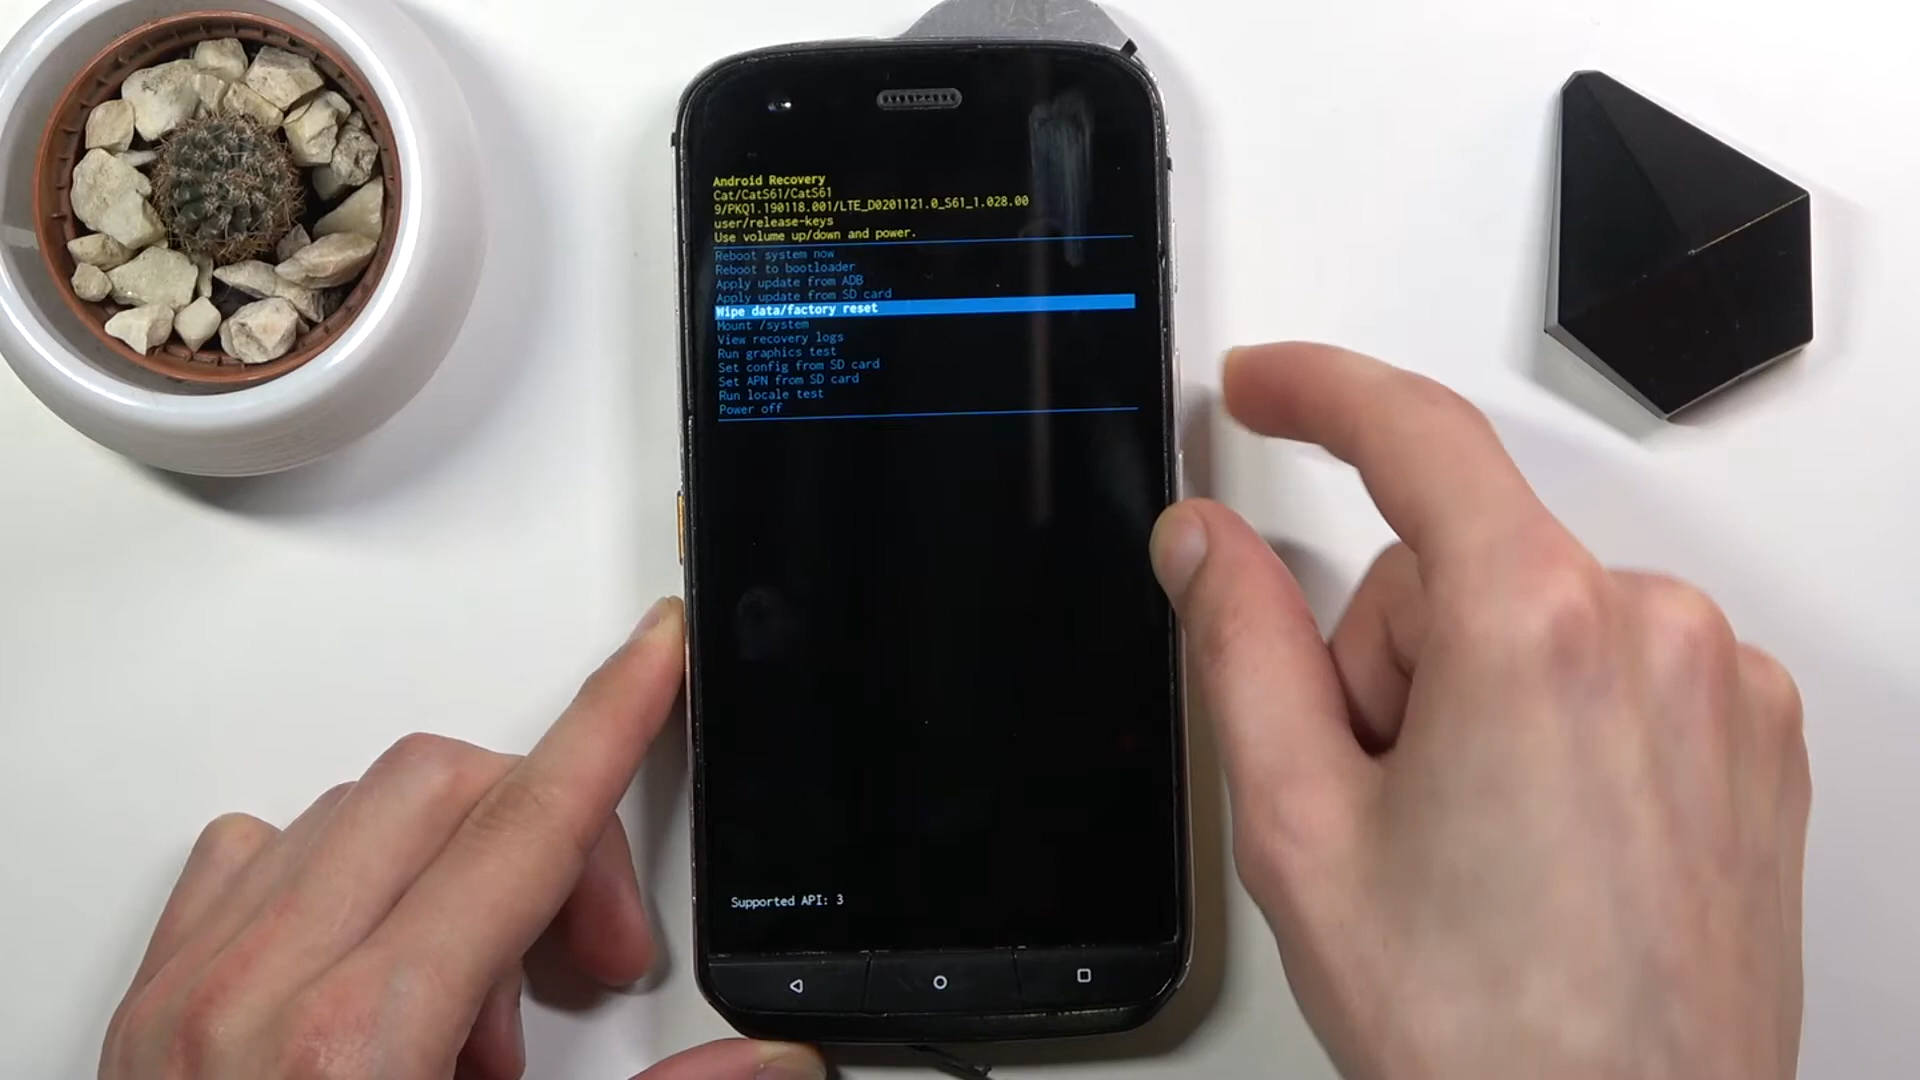 Android Recovery
Cat/CatS61/CatS61
9/PKQ1.190118.001/LTE_D0201121.0_S61_1.028.00
user/release-keys
Use volume up/down and power.
Reboot system now
Reboot to bootloader
Apply update from ADB
Apply update from SD card
Wipe data/factory reset
Mount /system
View recovery logs
Run graphics test
Set config from SD card
Set APN from SD card
Run locale test
Power off
Supported API: 3